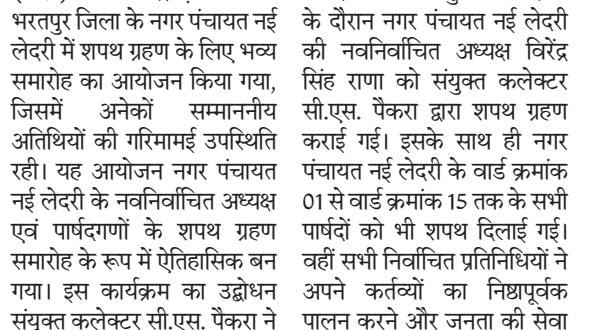 भरतपुर जिला के नगर पंचायत नई
लेदरी में शपथ ग्रहण के लिए भव्य
समारोह का आयोजन किया गया,
जिसमें अनेकों सम्माननीय
अतिथियों की गरिमामई उपस्थिति
रही। यह आयोजन नगर पंचायत
नई लेदरी के नवनिर्वाचित अध्यक्ष
एवं पार्षदगणों के शपथ ग्रहण
समारोह के रूप में ऐतिहासिक बन
गया। इस कार्यक्रम का उद्बोधन
संयुक्त कलेक्टर सी.एस. पैकरा ने
के दौरान नगर पंचायत नई लेदरी
की नवनिर्वाचित अध्यक्ष विरेंद्र
सिंह राणा को संयुक्त कलेक्टर
सी.एस. पैकरा द्वारा शपथ ग्रहण
कराई गई। इसके साथ ही नगर
पंचायत नई लेदरी के वार्ड क्रमांक
01 से वार्ड क्रमांक 15 तक के सभी
पार्षदों को भी शपथ दिलाई गई।
वहीं सभी निर्वाचित प्रतिनिधियों ने
अपने कर्तव्यों का निष्ठापूर्वक
पालन करने और जनता की सेवा